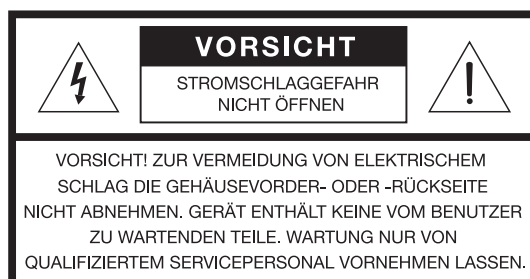 VORSICHT
STROMSCHLAGGEFAHR
NICHT ÖFFNEN
VORSICHT! ZUR VERMEIDUNG VON ELEKTRISCHEM
SCHLAG DIE GEHÄUSEVORDER- ODER -RÜCKSEITE
NICHT ABNEHMEN. GERÄT ENTHÄLT KEINE VOM BENUTZER
ZU WARTENDEN TEILE. WARTUNG NUR VON
QUALIFIZIERTEM SERVICEPERSONAL VORNEHMEN LASSEN.